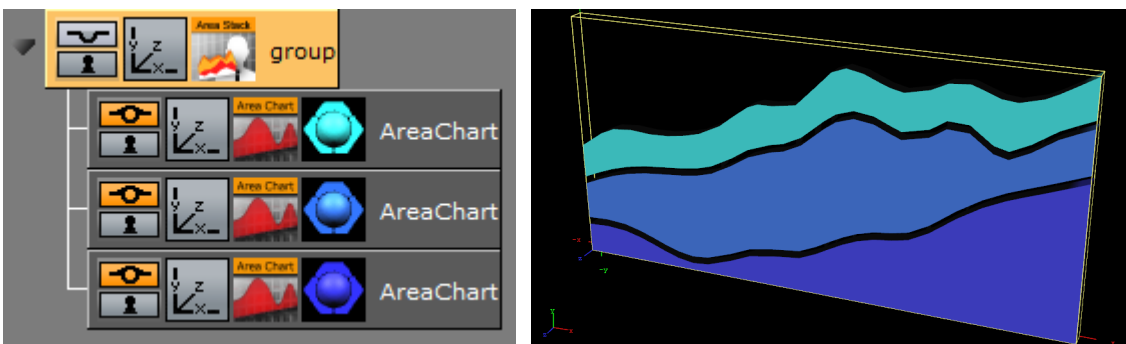 Area Stack
y z
x
group
Area Chart
y z
x
AreaChart
Area Chart
y z
x
AreaChart
Area Chart
y z
x
AreaChart
-x
z
-y
y
z
x